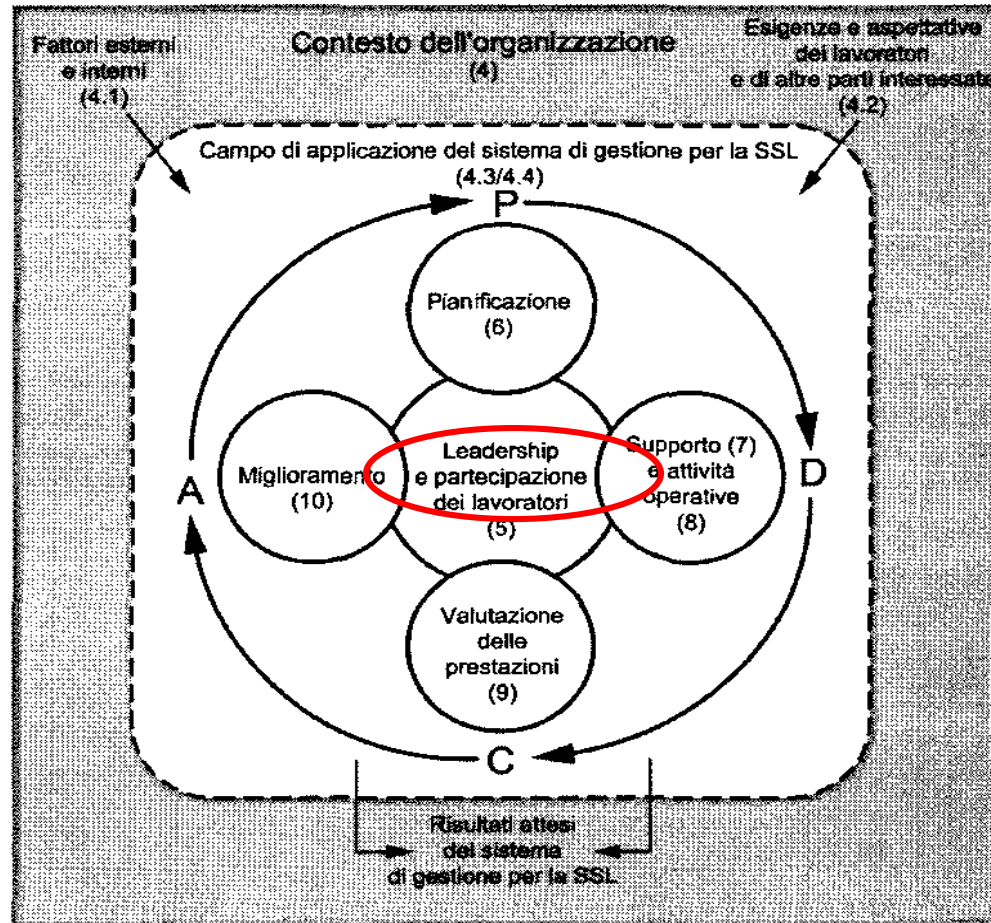 Fattori esterni
e interni
(4.1)
Contesto dell'organizzazione
(4)
Esigenze e aspettative
dei lavoratori
e di altre parti interessate
(4.2)
Campo di applicazione del sistema di gestione per la SSL
(4.3/4.4)
P
Pianificazione
(6)
A
Miglioramento
(10)
Leadership
e partecipazione
dei lavoratori
(5)
Supporto (7)
e attività
operative
(8)
D
Valutazione
delle
prestazioni
(9)
C
Risultati attesi
del sistema
di gestione per la SSL